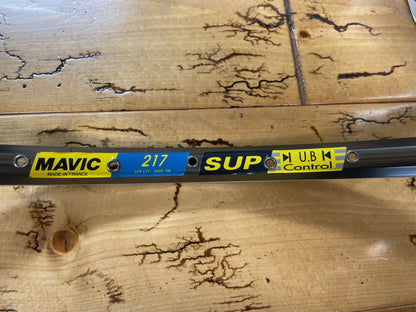 MAVIC
MADE IN FRANCE
217
SUP
U.B
Control